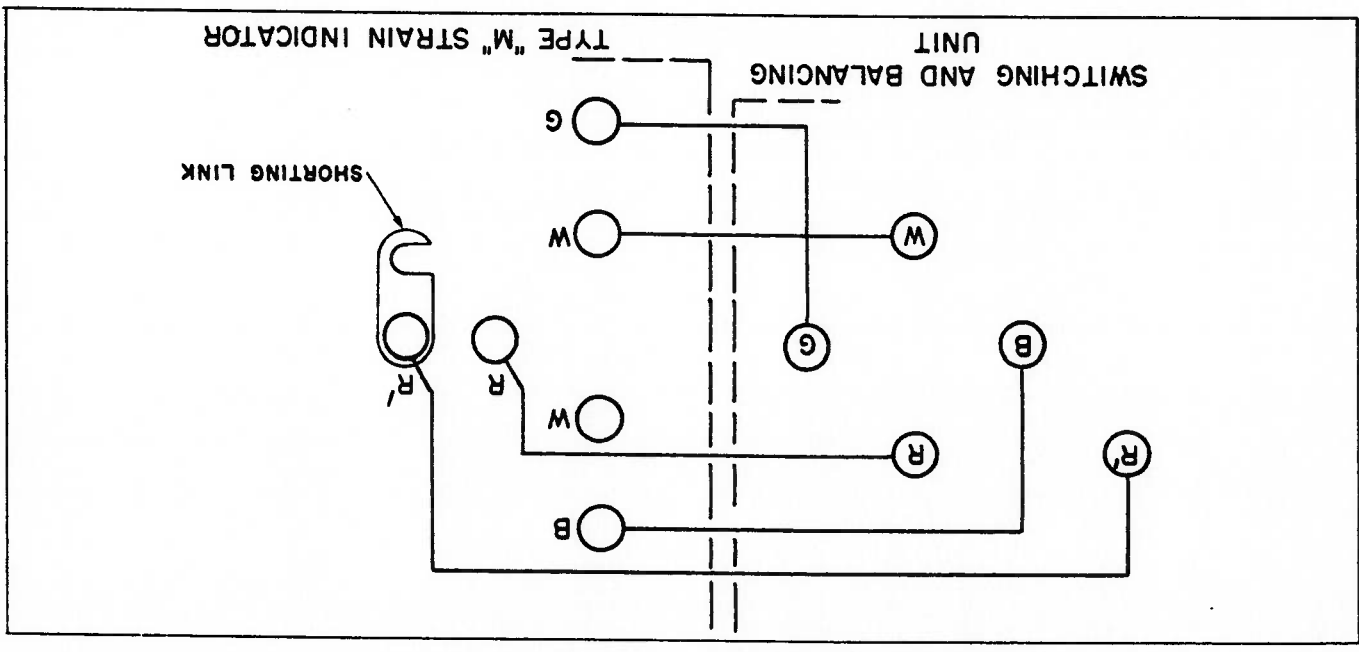 B
R'
R
W
R
R'
B
G
W
W
SHORTING LINK
G
SWITCHING AND BALANCING
UNIT
TYPE "M" STRAIN INDICATOR